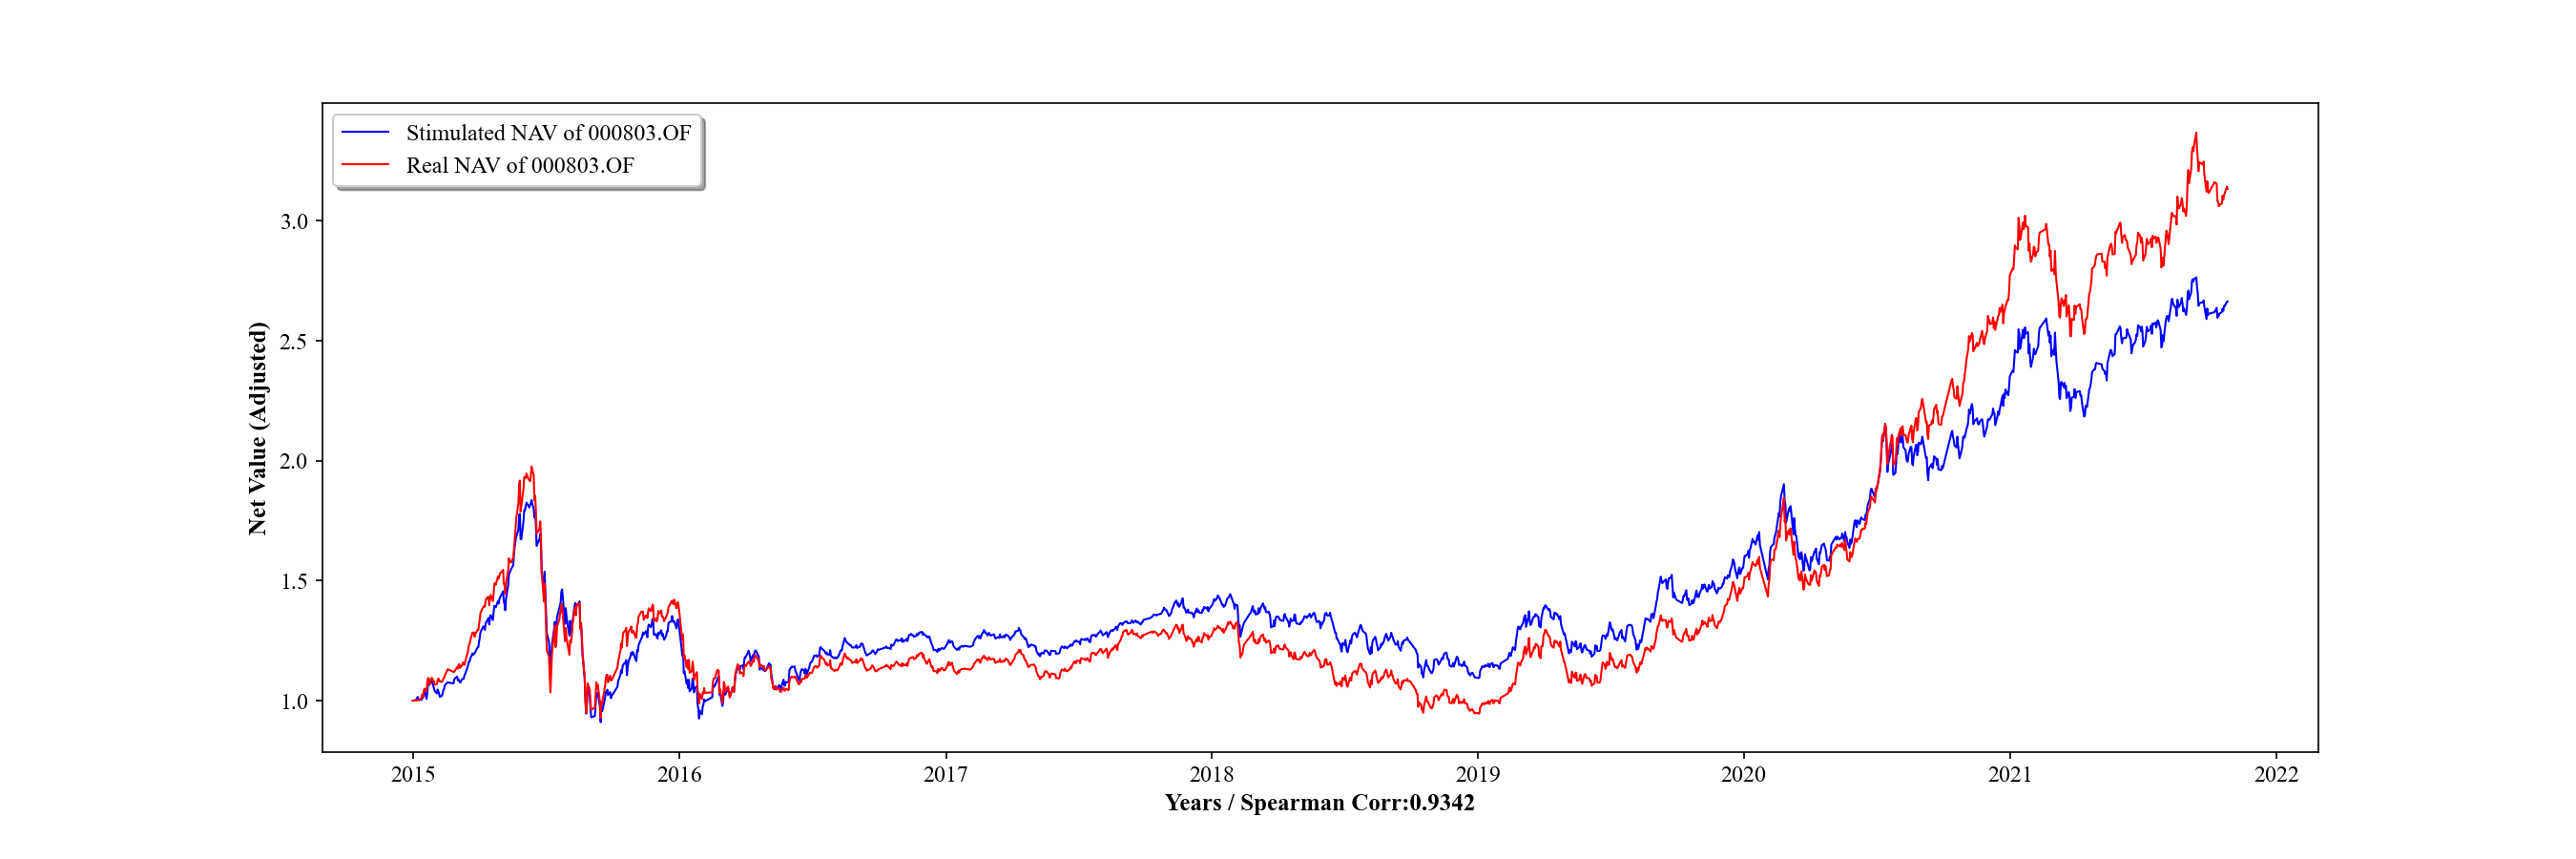 Stimulated NAV of 000803.OF
Real NAV of 000803.OF
3.0
2.5
2.0
1.5
1.0
Net Value (Adjusted)
2015 2016 2017 2018 2019 2020 2021 2022
Years / Spearman Corr:0.9342